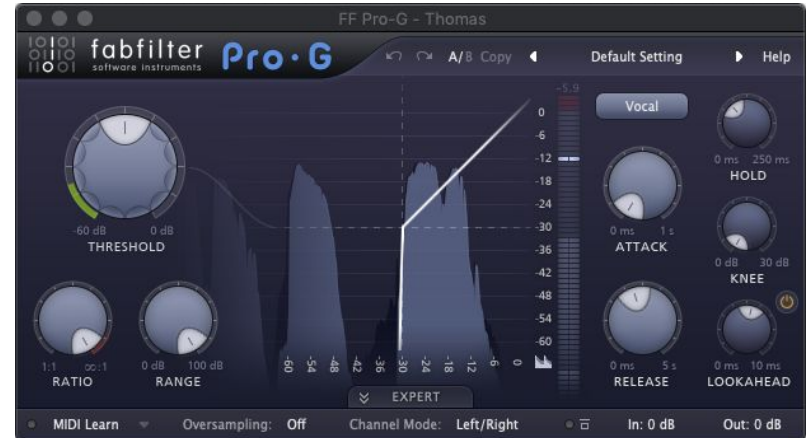 FF Pro-G - Thomas
fabfilter
software instruments
Pro·G
A/B Copy
Default Setting
Help
-5.9
0
-6
-12
-18
-24
-30
-36
-42
-48
-54
-60
-60 dB 0 dB
THRESHOLD
1:1 ∞:1
RATIO
0 dB 100 dB
RANGE
-60 -54 -48 -42 -36 -30 -24 -18 -12 -6 0
EXPERT
Vocal
0 ms 1 s
ATTACK
0 ms 5 s
RELEASE
0 ms 250 ms
HOLD
0 dB 30 dB
KNEE
0 ms 10 ms
LOOKAHEAD
MIDI Learn Oversampling: Off Channel Mode: Left/Right In: 0 dB Out: 0 dB